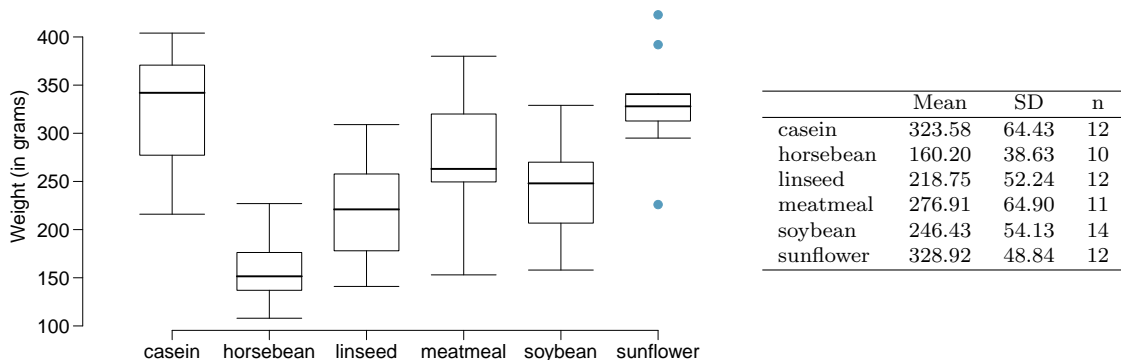 Weight (in grams)
400
350
300
250
200
150
100
casein horsebean linseed meatmeal soybean sunflower
Mean SD n
casein 323.58 64.43 12
horsebean 160.20 38.63 10
linseed 218.75 52.24 12
meatmeal 276.91 64.90 11
soybean 246.43 54.13 14
sunflower 328.92 48.84 12